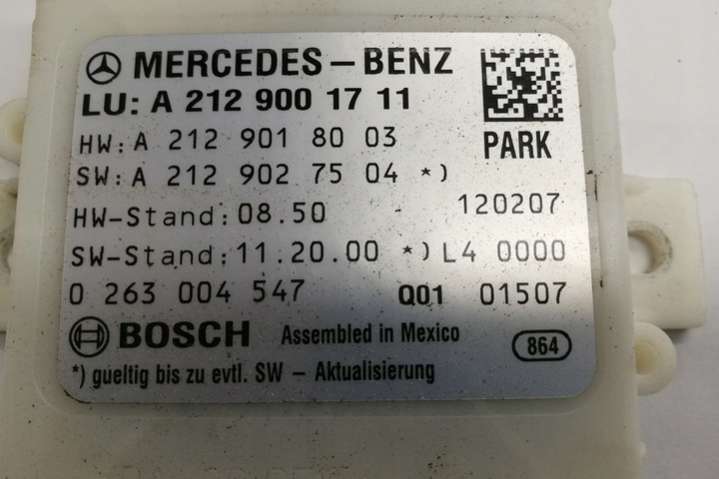 MERCEDES-BENZ
LU: A 212 900 17 11
HW: A 212 901 80 03
PARK
SW: A 212 902 75 04 *)
HW-Stand: 08.50 120207
SW-Stand: 11.20.00 *) L4 0000
0 263 004 547 Q01 01507
BOSCH Assembled in Mexico 864
*) gueltig bis zu evtl. SW - Aktualisierung